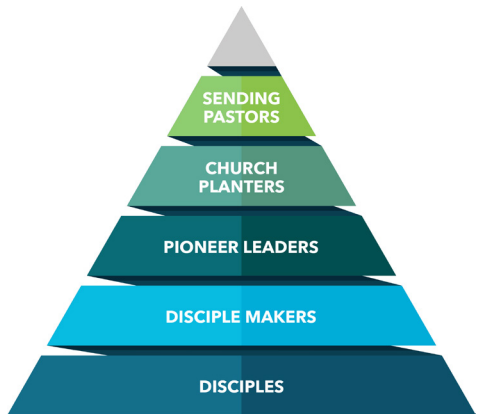 SENDING
PASTORS
CHURCH
PLANTERS
PIONEER LEADERS
DISCIPLE MAKERS
DISCIPLES